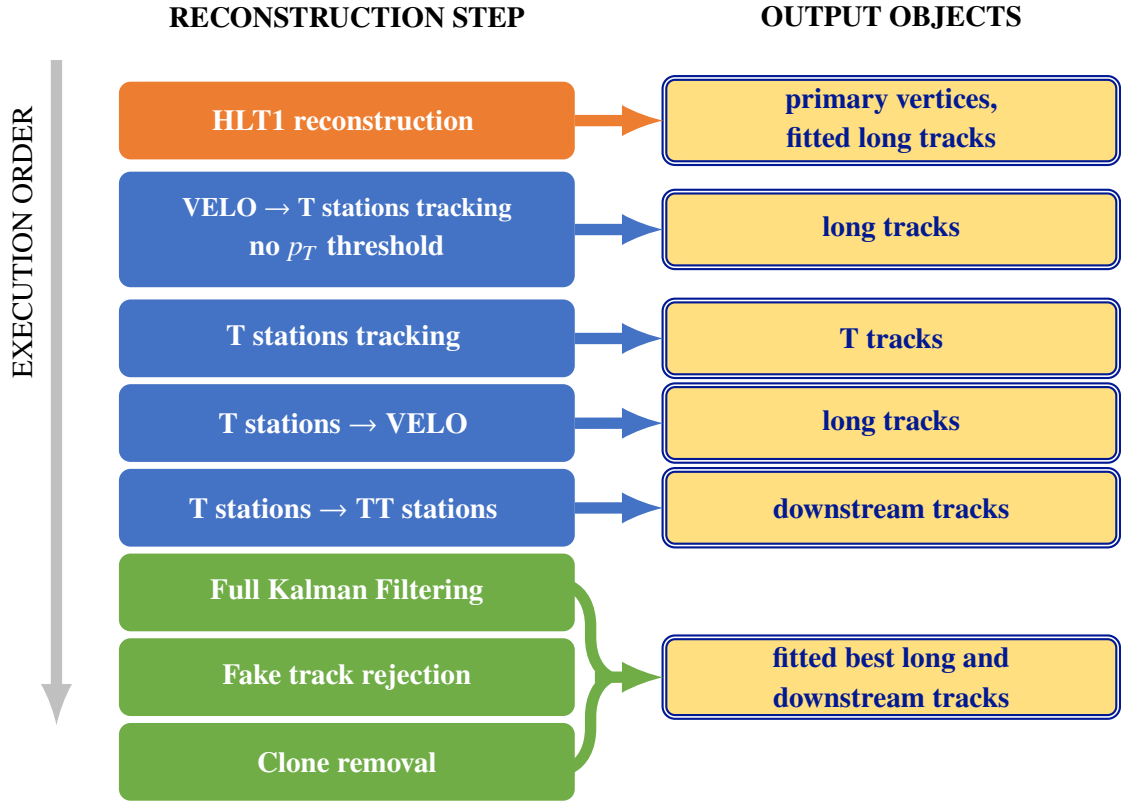 RECONSTRUCTION STEP
OUTPUT OBJECTS
EXECUTION ORDER
HLT1 reconstruction
primary vertices,
fitted long tracks
VELO → T stations tracking
no p_T threshold
long tracks
T stations tracking
T tracks
T stations → VELO
long tracks
T stations → TT stations
downstream tracks
Full Kalman Filtering
Fake track rejection
fitted best long and
downstream tracks
Clone removal